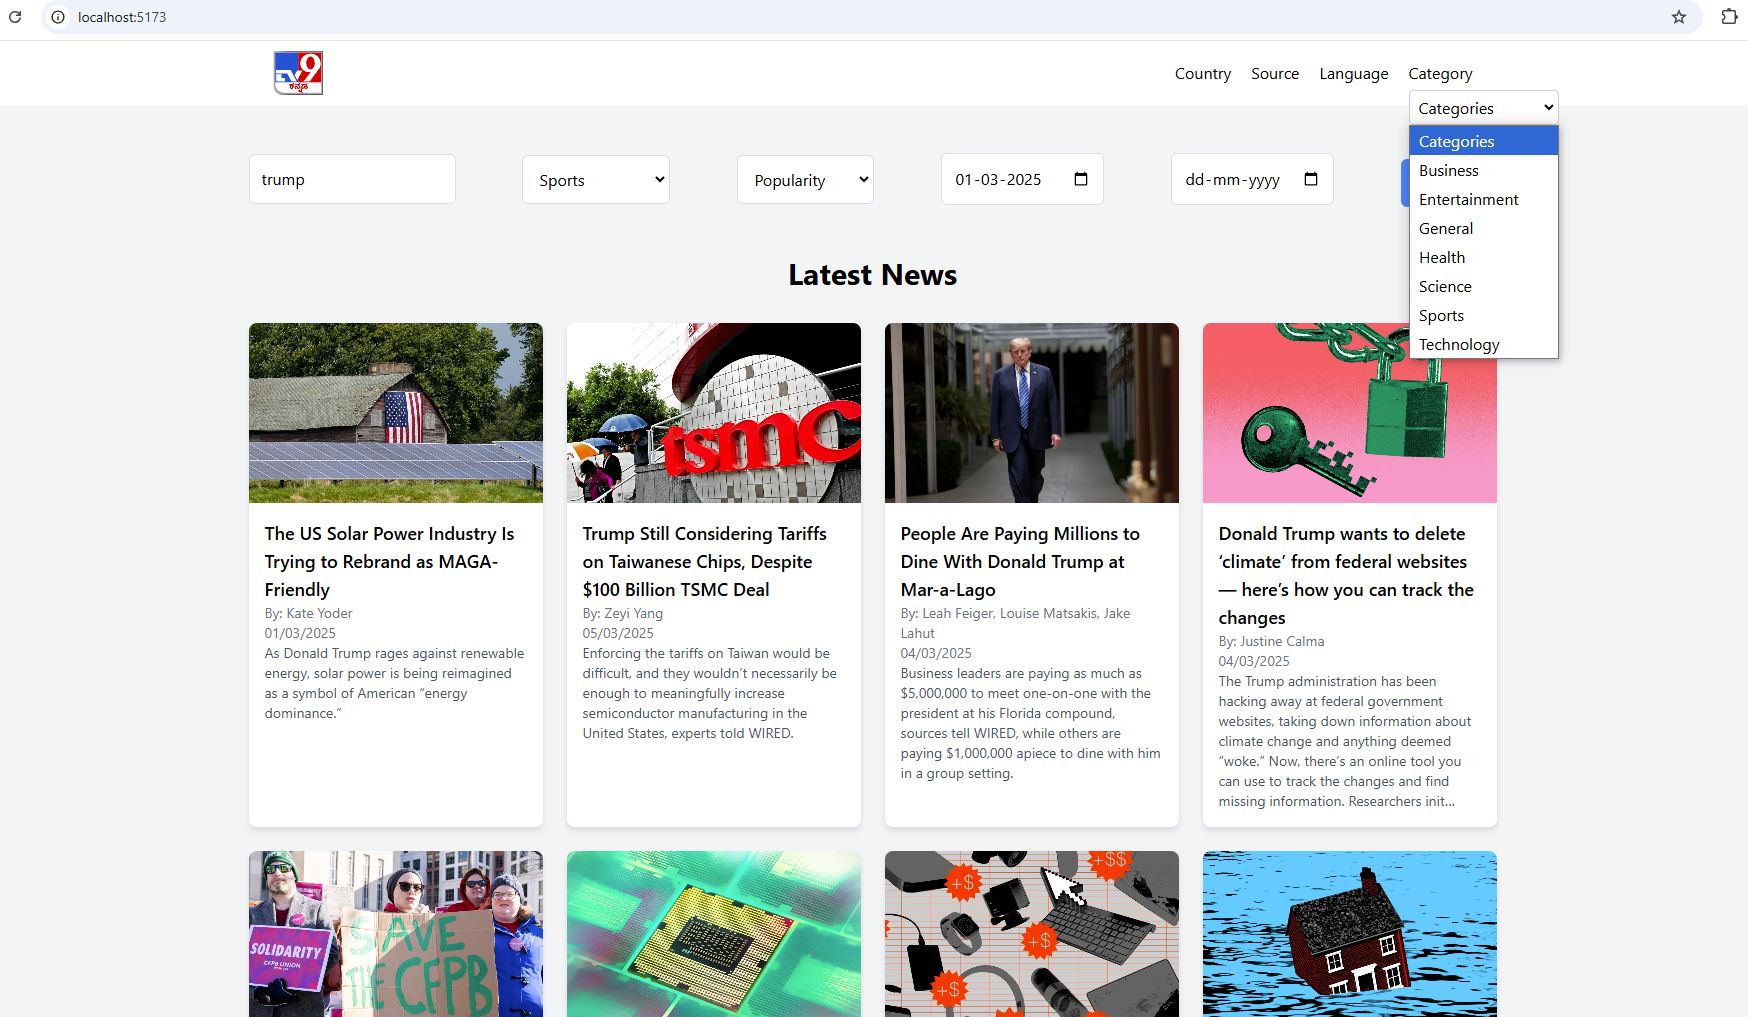 localhost:5173
TV9
ಕನ್ನಡ
Country Source Language Category
Categories
Categories
Business
Entertainment
General
Health
Science
Sports
Technology
trump
Sports
Popularity
01-03-2025
dd-mm-yyyy
Latest News
tsmc
The US Solar Power Industry Is
Trying to Rebrand as MAGA-
Friendly
By: Kate Yoder
01/03/2025
As Donald Trump rages against renewable
energy, solar power is being reimagined
as a symbol of American “energy
dominance.”
Trump Still Considering Tariffs
on Taiwanese Chips, Despite
$100 Billion TSMC Deal
By: Zeyi Yang
05/03/2025
Enforcing the tariffs on Taiwan would be
difficult, and they wouldn’t necessarily be
enough to meaningfully increase
semiconductor manufacturing in the
United States, experts told WIRED.
People Are Paying Millions to
Dine With Donald Trump at
Mar-a-Lago
By: Leah Feiger, Louise Matsakis, Jake
Lahut
04/03/2025
Business leaders are paying as much as
$5,000,000 to meet one-on-one with the
president at his Florida compound,
sources tell WIRED, while others are
paying $1,000,000 apiece to dine with him
in a group setting.
Donald Trump wants to delete
‘climate’ from federal websites
— here’s how you can track the
changes
By: Justine Calma
04/03/2025
The Trump administration has been
hacking away at federal government
websites, taking down information about
climate change and anything deemed
“woke.” Now, there’s an online tool you
can use to track the changes and find
missing information. Researchers init…
SOLIDARITY
CFPB UNION
SAVE
THE CFPB
+$
+$$
+$
+$